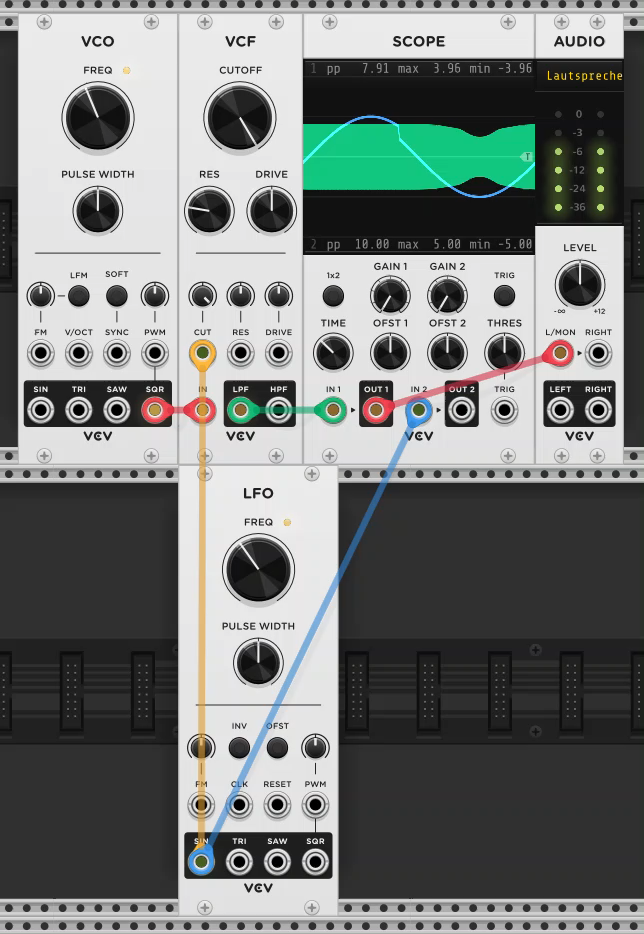 VCO
VCF
SCOPE
AUDIO
FREQ
CUTOFF
1 pp 7.91 max 3.96 min -3.96
Lautspreche
0
-3
-6
-12
-24
-36
T
PULSE WIDTH
RES
DRIVE
2 pp 10.00 max 5.00 min -5.00
LEVEL
-∞
+12
LFM
SOFT
1x2
GAIN 1
GAIN 2
TRIG
FM
V/OCT
SYNC
PWM
CUT
RES
DRIVE
TIME
OFST 1
OFST 2
THRES
L/MON
RIGHT
SIN
TRI
SAW
SQR
IN
LPF
HPF
IN 1
OUT 1
IN 2
OUT 2
TRIG
LEFT
RIGHT
VCV
VCV
VCV
VCV
LFO
FREQ
PULSE WIDTH
INV
OFST
FM
CLK
RESET
PWM
SIN
TRI
SAW
SQR
VCV